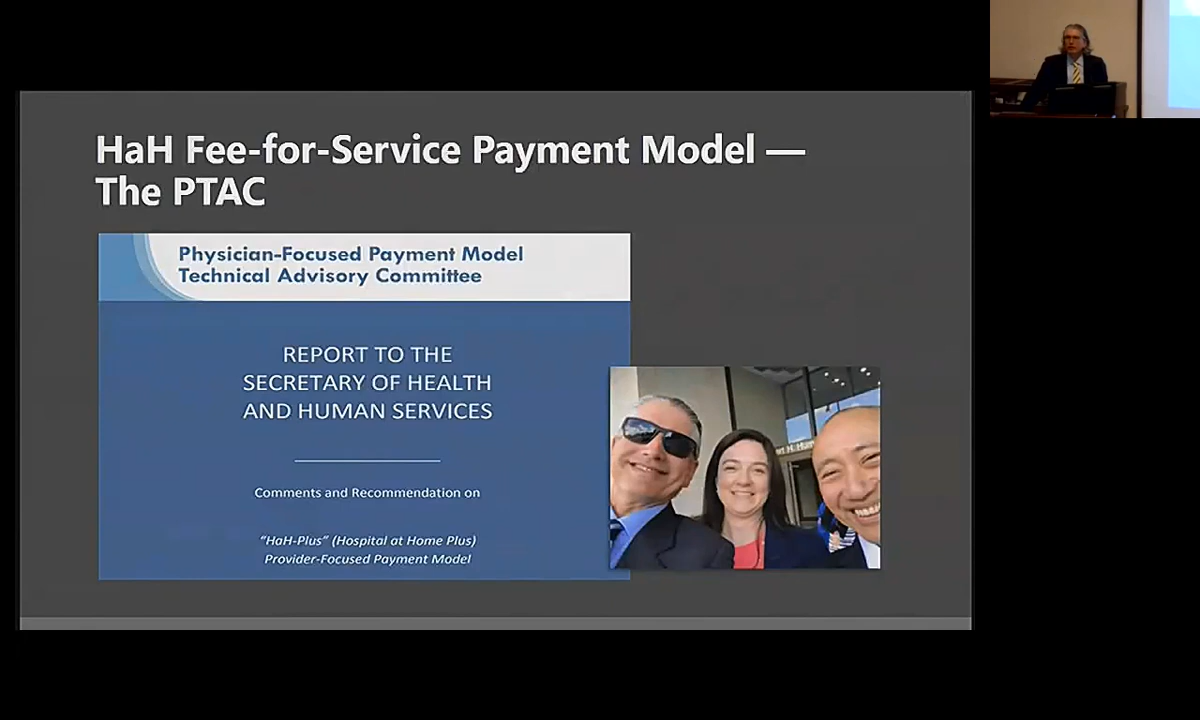 HaH Fee-for-Service Payment Model —
The PTAC
Physician-Focused Payment Model
Technical Advisory Committee
REPORT TO THE
SECRETARY OF HEALTH
AND HUMAN SERVICES
Comments and Recommendation on
"HaH-Plus" (Hospital at Home Plus)
Provider-Focused Payment Model